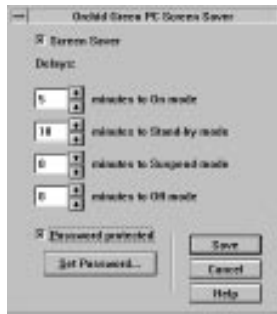 Orchid Green PC Screen Saver
Screen Saver
Delays:
5 minutes to On mode
10 minutes to Stand-by mode
0 minutes to Suspend mode
0 minutes to Off mode
Password protected
Set Password...
Save
Cancel
Help